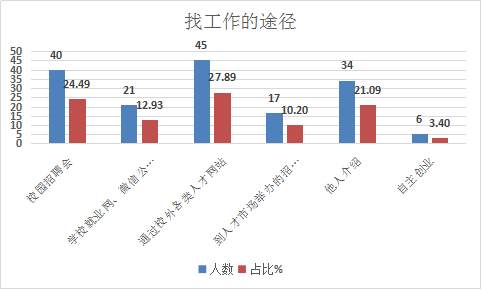 找工作的途径
50
45
40
35
30
25
20
15
10
5
0
40
24.49
21
12.93
45
27.89
17
10.20
34
21.09
6
3.40
校园招聘会
学校就业网、微信公…
通过校外各类人才网站
到人才市场举办的招…
他人介绍
自主创业
人数
占比%